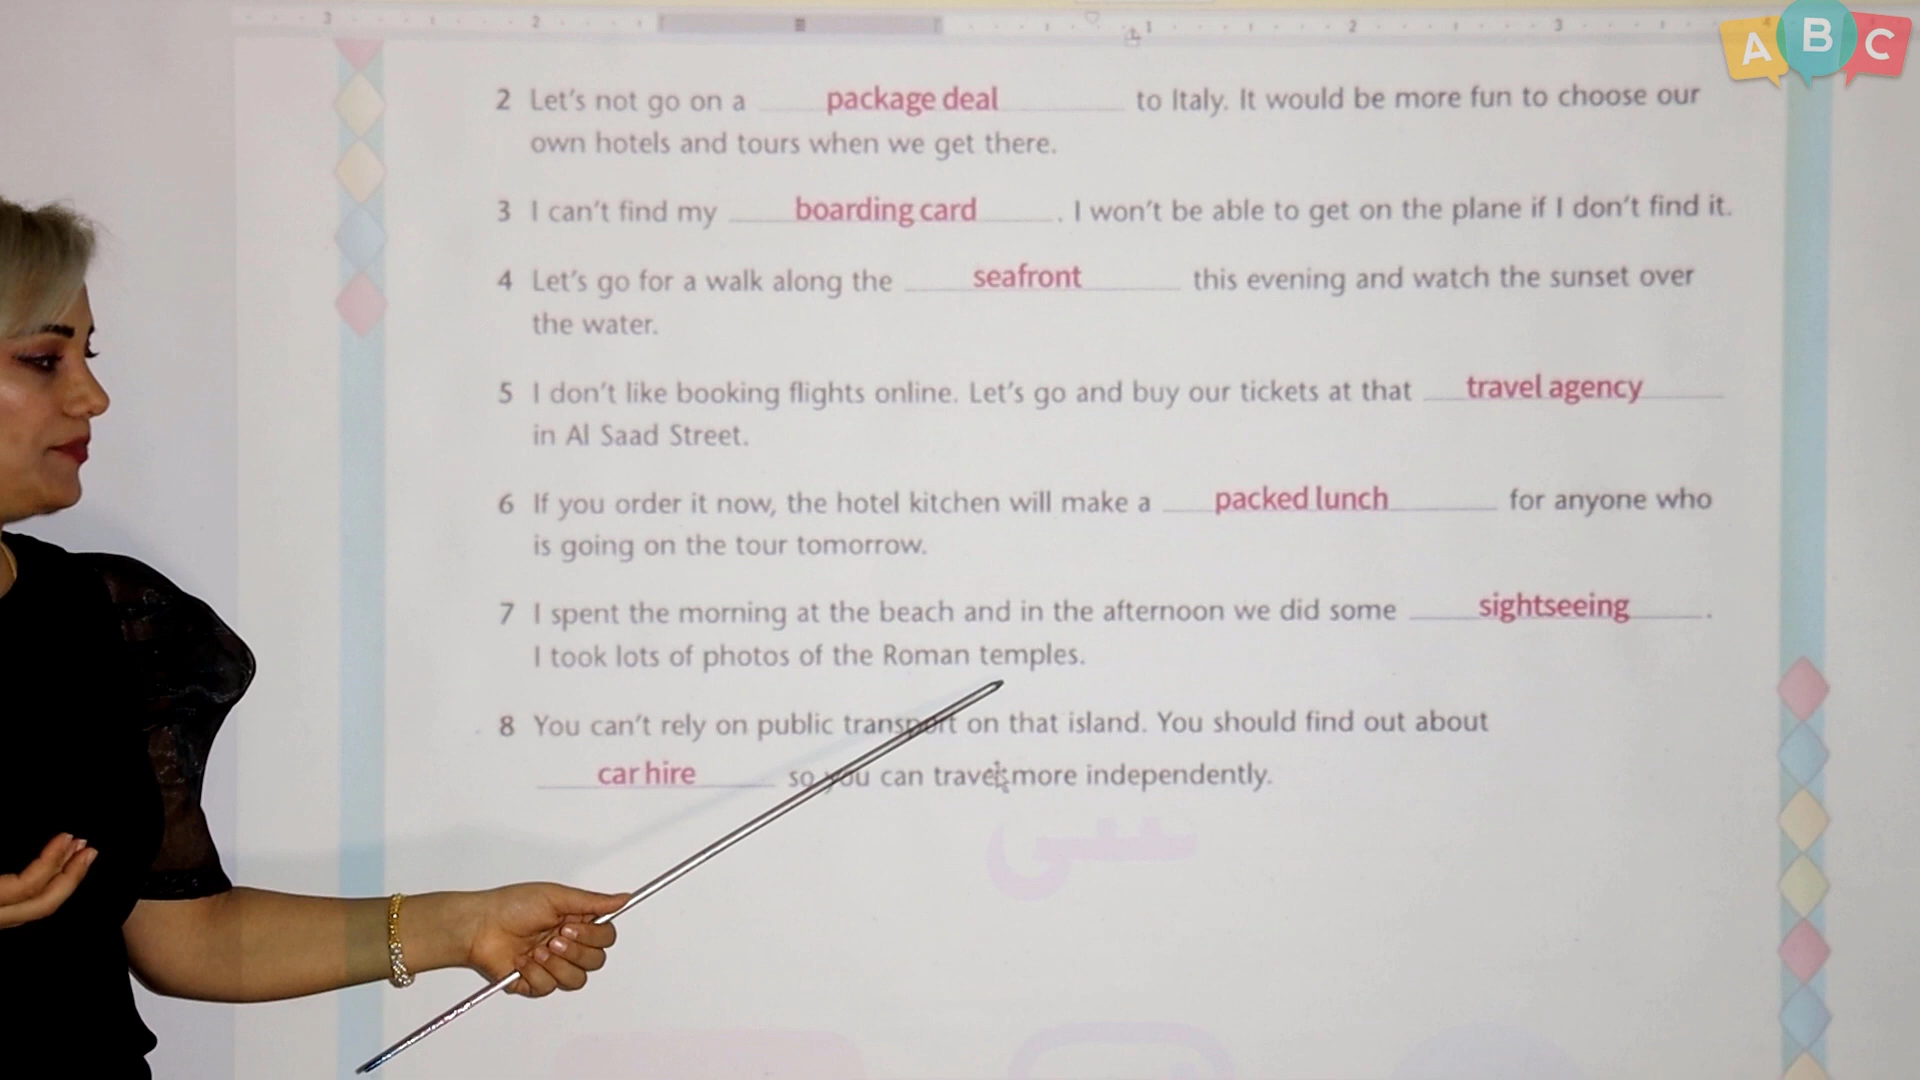 3 2 1 2 3 4
A B C
2 Let's not go on a package deal to Italy. It would be more fun to choose our
own hotels and tours when we get there.
3 I can't find my boarding card . I won't be able to get on the plane if I don't find it.
4 Let's go for a walk along the seafront this evening and watch the sunset over
the water.
5 I don't like booking flights online. Let's go and buy our tickets at that travel agency
in Al Saad Street.
6 If you order it now, the hotel kitchen will make a packed lunch for anyone who
is going on the tour tomorrow.
7 I spent the morning at the beach and in the afternoon we did some sightseeing .
I took lots of photos of the Roman temples.
8 You can't rely on public transport on that island. You should find out about
car hire so you can travel more independently.